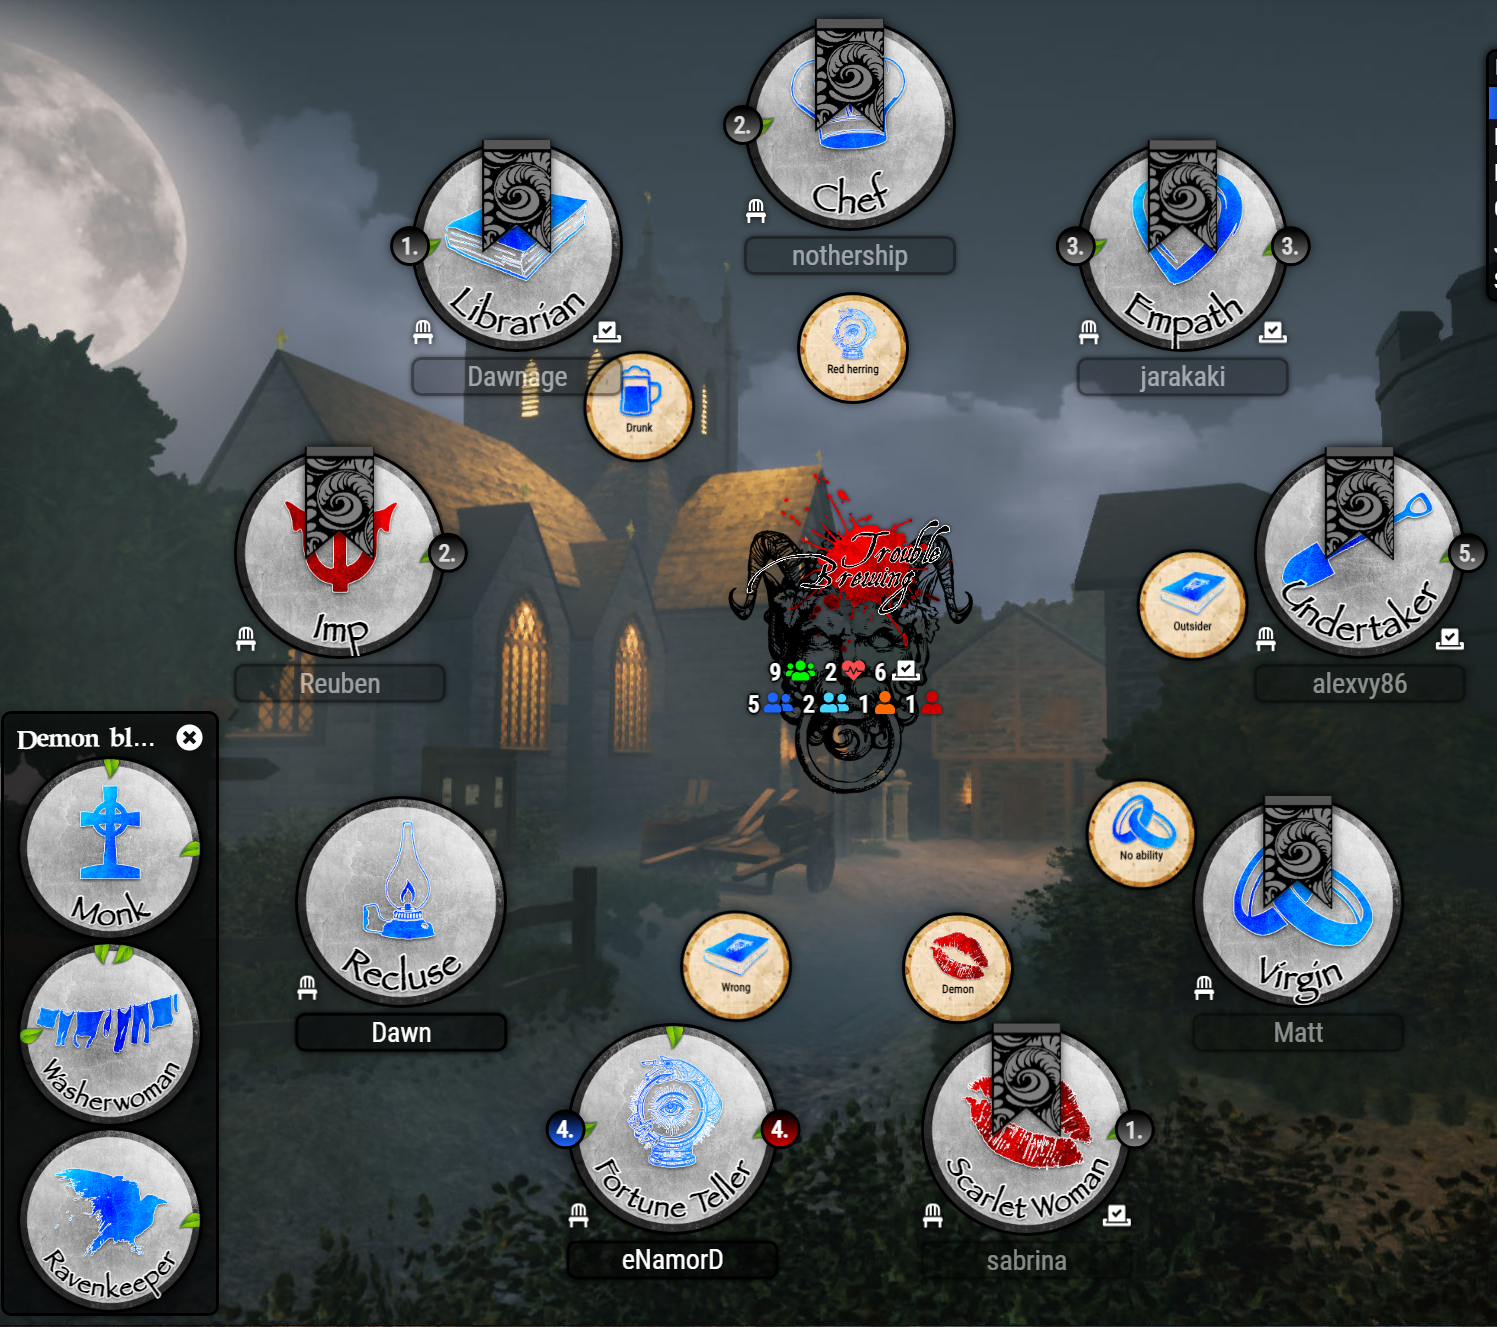 2.
Chef
nothership
1.
Librarian
Dawnage
3.
3.
Empath
jarakaki
Red herring
Drunk
2.
Imp
Reuben
Trouble
Brewing
9 2 6
5 2 1 1
5.
Undertaker
alexvy86
Outsider
Demon bl...
Monk
Washerwoman
Ravenkeeper
Recluse
Dawn
No ability
Virgin
Matt
Wrong
Demon
4.
4.
Fortune Teller
eNamorD
1.
Scarlet Woman
sabrina